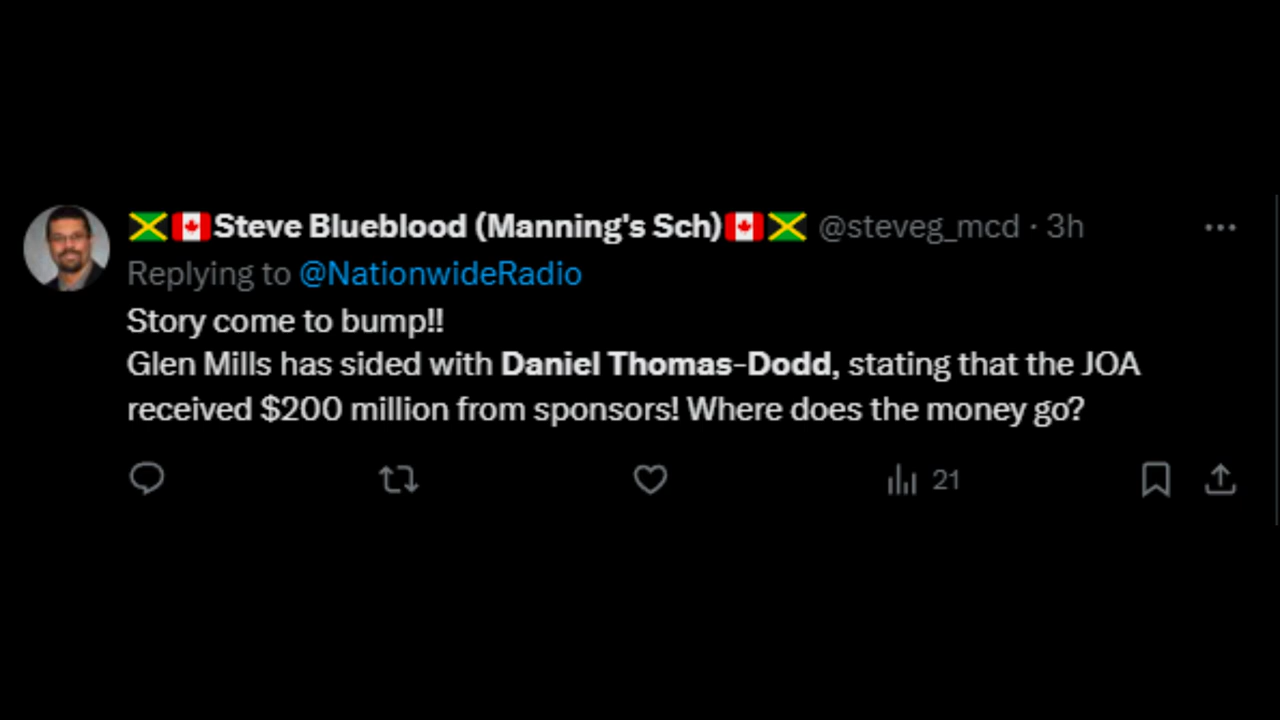 🇯🇲🇨🇦Steve Blueblood (Manning's Sch)🇨🇦🇯🇲 @steveg_mcd · 3h
Replying to @NationwideRadio
Story come to bump!!
Glen Mills has sided with Daniel Thomas-Dodd, stating that the JOA
received $200 million from sponsors! Where does the money go?
21